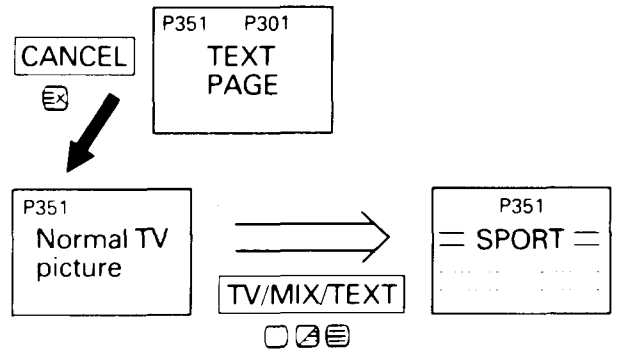 P351 P301
TEXT
PAGE
CANCEL
P351
Normal TV
picture
TV/MIX/TEXT
P351
SPORT